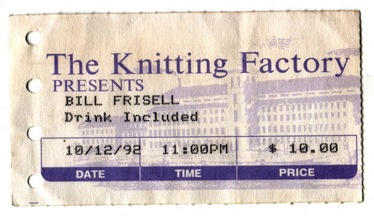 The Knitting Factory
PRESENTS
BILL FRISELL
Drink Included
10/12/92 11:00PM $ 10.00
DATE TIME PRICE